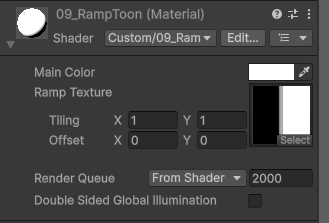 09_RampToon (Material)
Shader Custom/09_Ram Edit...
Main Color
Ramp Texture
Tiling X 1 Y 1
Offset X 0 Y 0
Select
Render Queue From Shader 2000
Double Sided Global Illumination